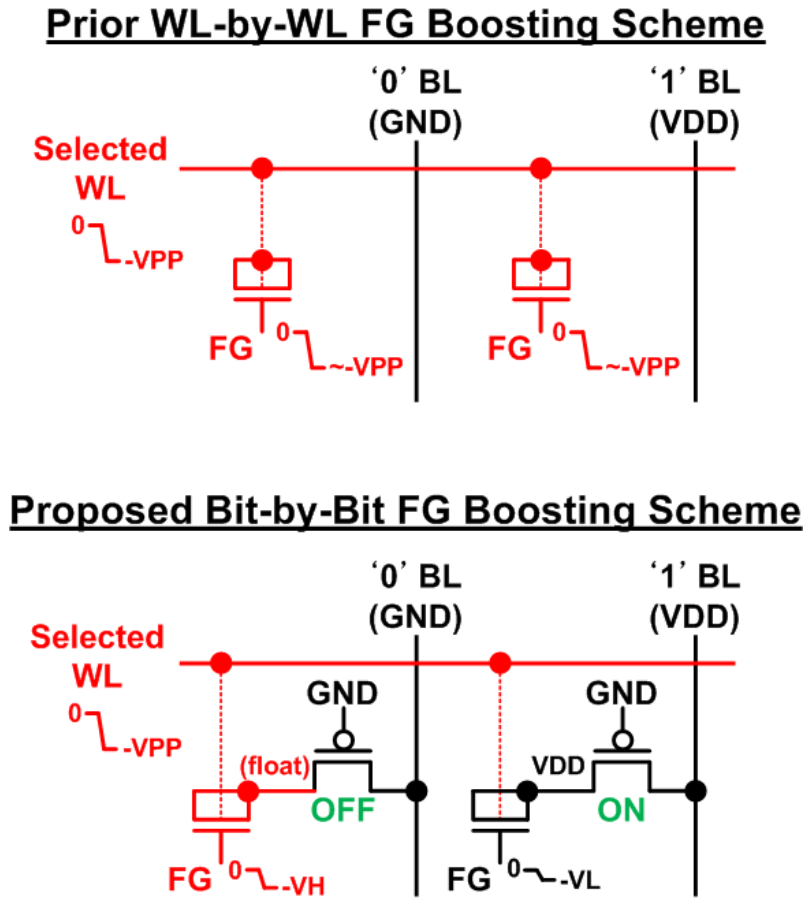 Prior WL-by-WL FG Boosting Scheme
‘0’ BL
(GND)
‘1’ BL
(VDD)
Selected
WL
0
-VPP
FG
0
~-VPP
FG
0
~-VPP
Proposed Bit-by-Bit FG Boosting Scheme
‘0’ BL
(GND)
‘1’ BL
(VDD)
Selected
WL
0
-VPP
GND
(float)
OFF
FG
0
-VH
GND
VDD
ON
FG
0
-VL